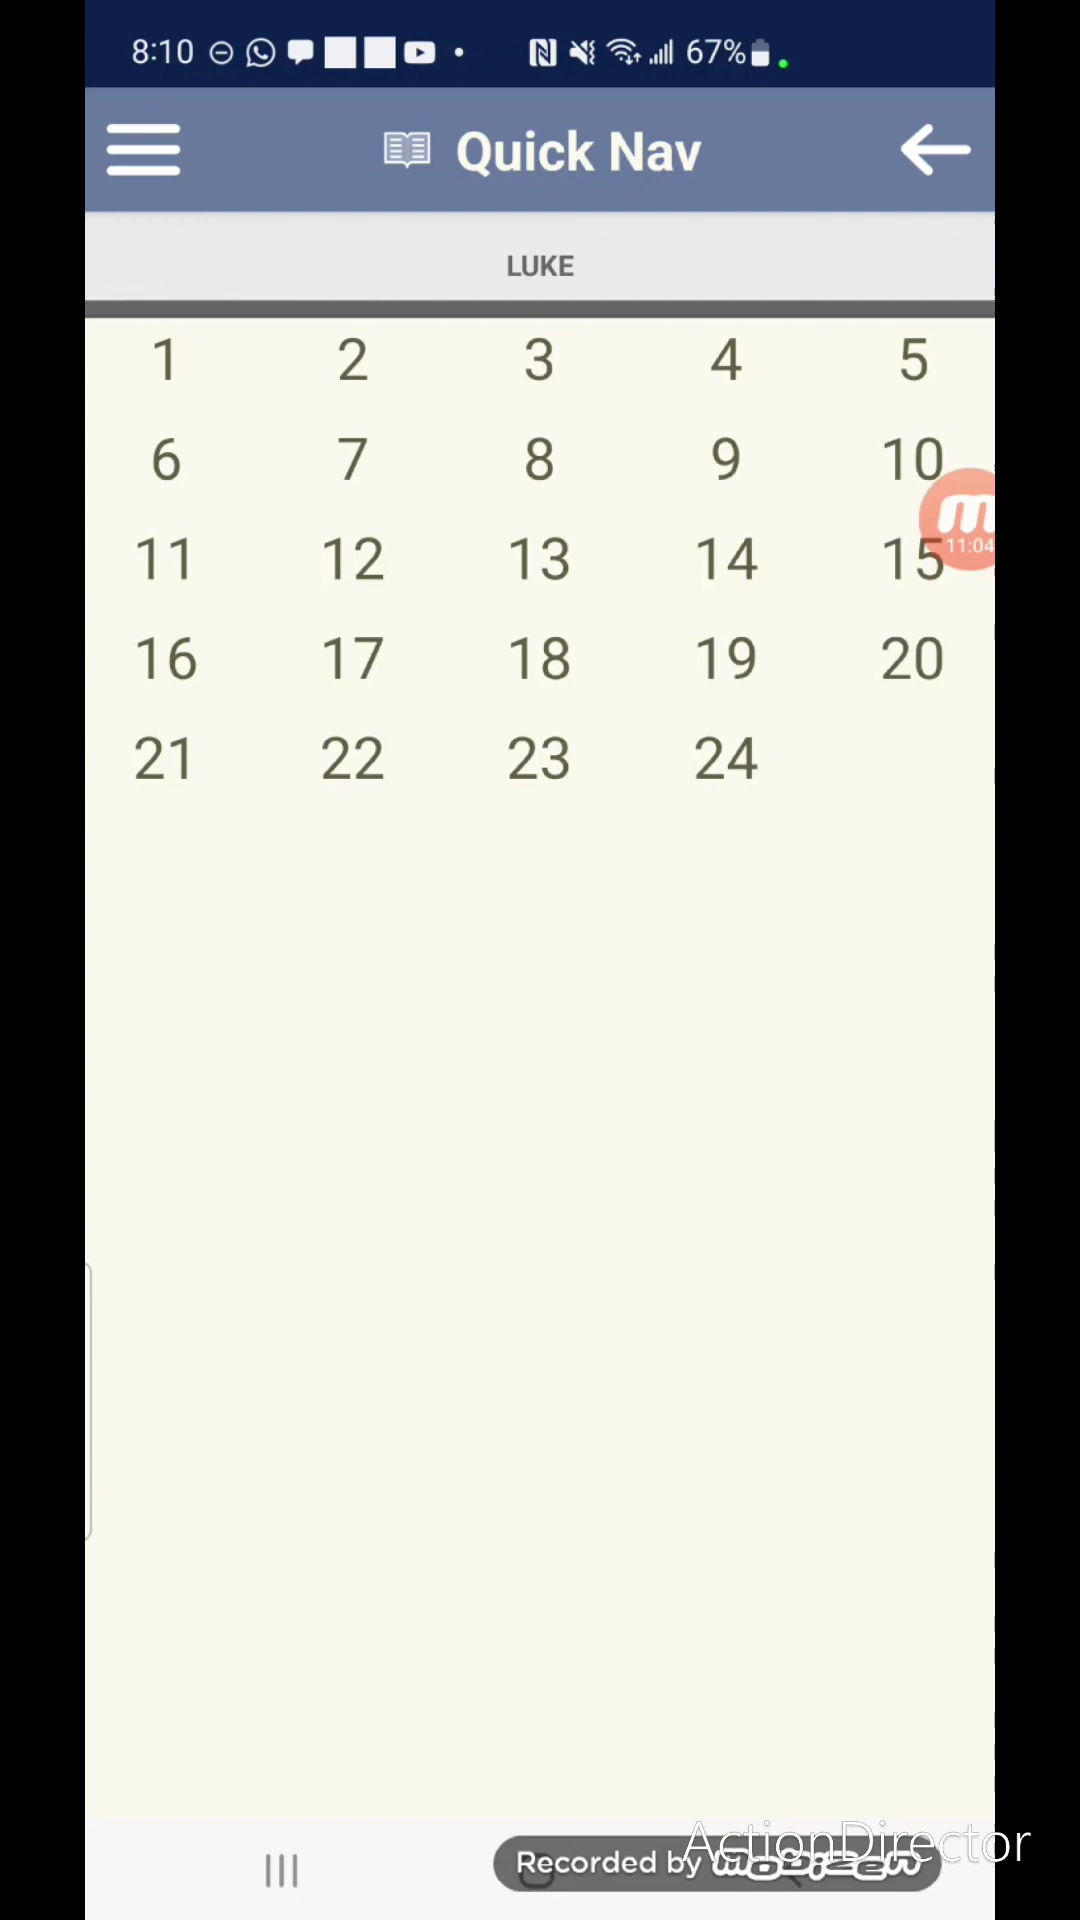 8:10 67%
Quick Nav
LUKE
1 2 3 4 5
6 7 8 9 10
m
11:04
11 12 13 14 15
16 17 18 19 20
21 22 23 24
ActionDirector
Recorded by mobizen